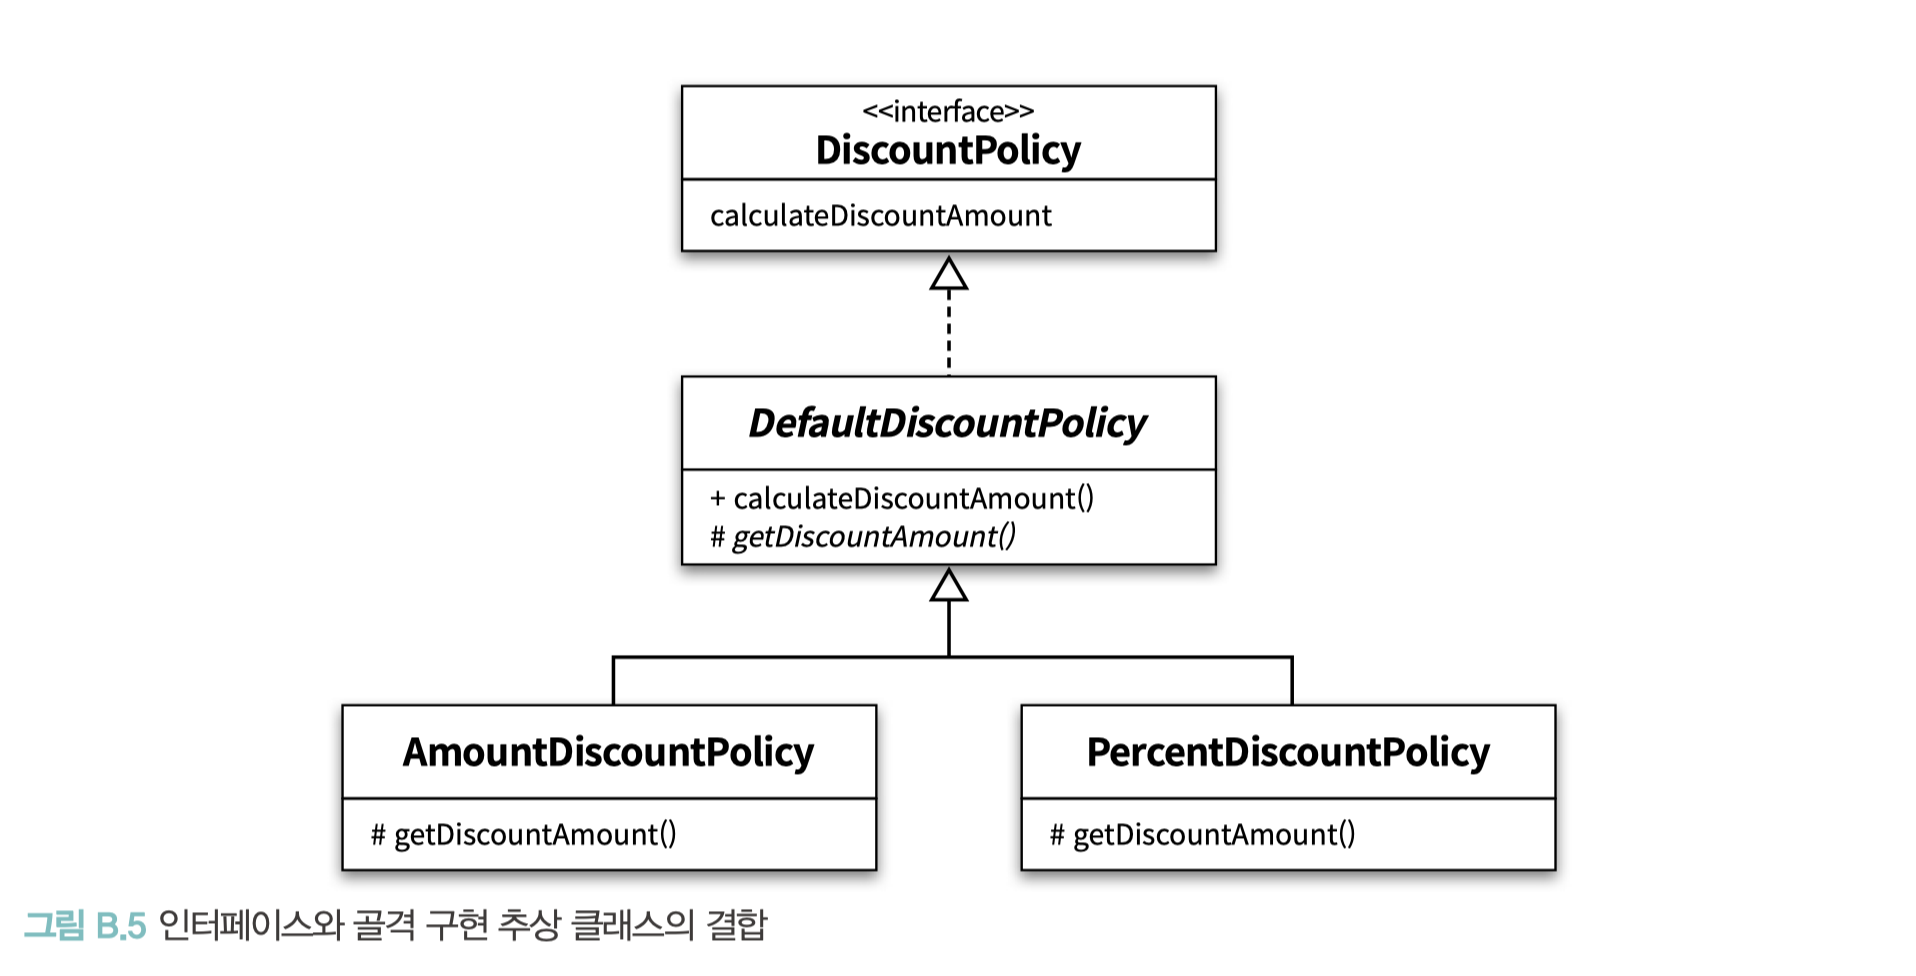 <<interface>>
DiscountPolicy
calculateDiscountAmount
DefaultDiscountPolicy
+ calculateDiscountAmount()
# getDiscountAmount()
AmountDiscountPolicy
# getDiscountAmount()
PercentDiscountPolicy
# getDiscountAmount()
그림 B.5 인터페이스와 골격 구현 추상 클래스의 결합